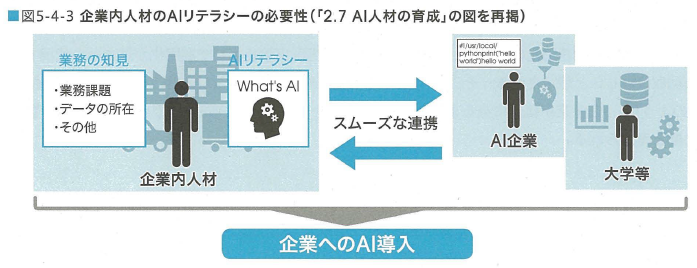 ■図5-4-3 企業内人材のAIリテラシーの必要性(「2.7 AI人材の育成」の図を再掲)
業務の知見
・業務課題
・データの所在
・その他
AIリテラシー
What's AI
企業内人材
スムーズな連携
#!/usr/local/
pythonprint("hello
world")hello world
AI企業
大学等
企業へのAI導入